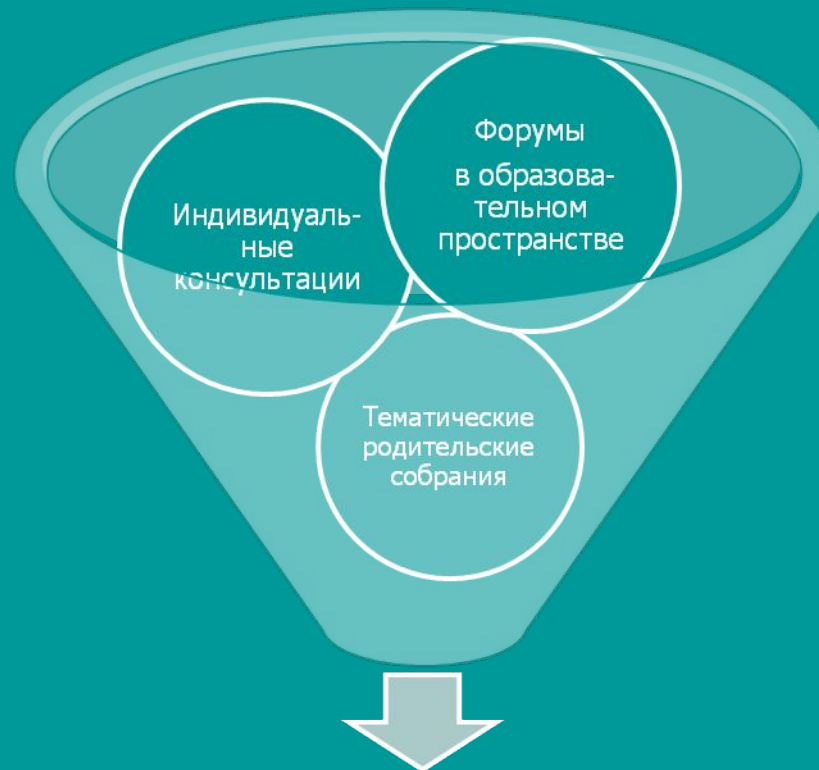 Форумы
в образова-
тельном
пространстве
Индивидуаль-
ные
консультации
Тематические
родительские
собрания